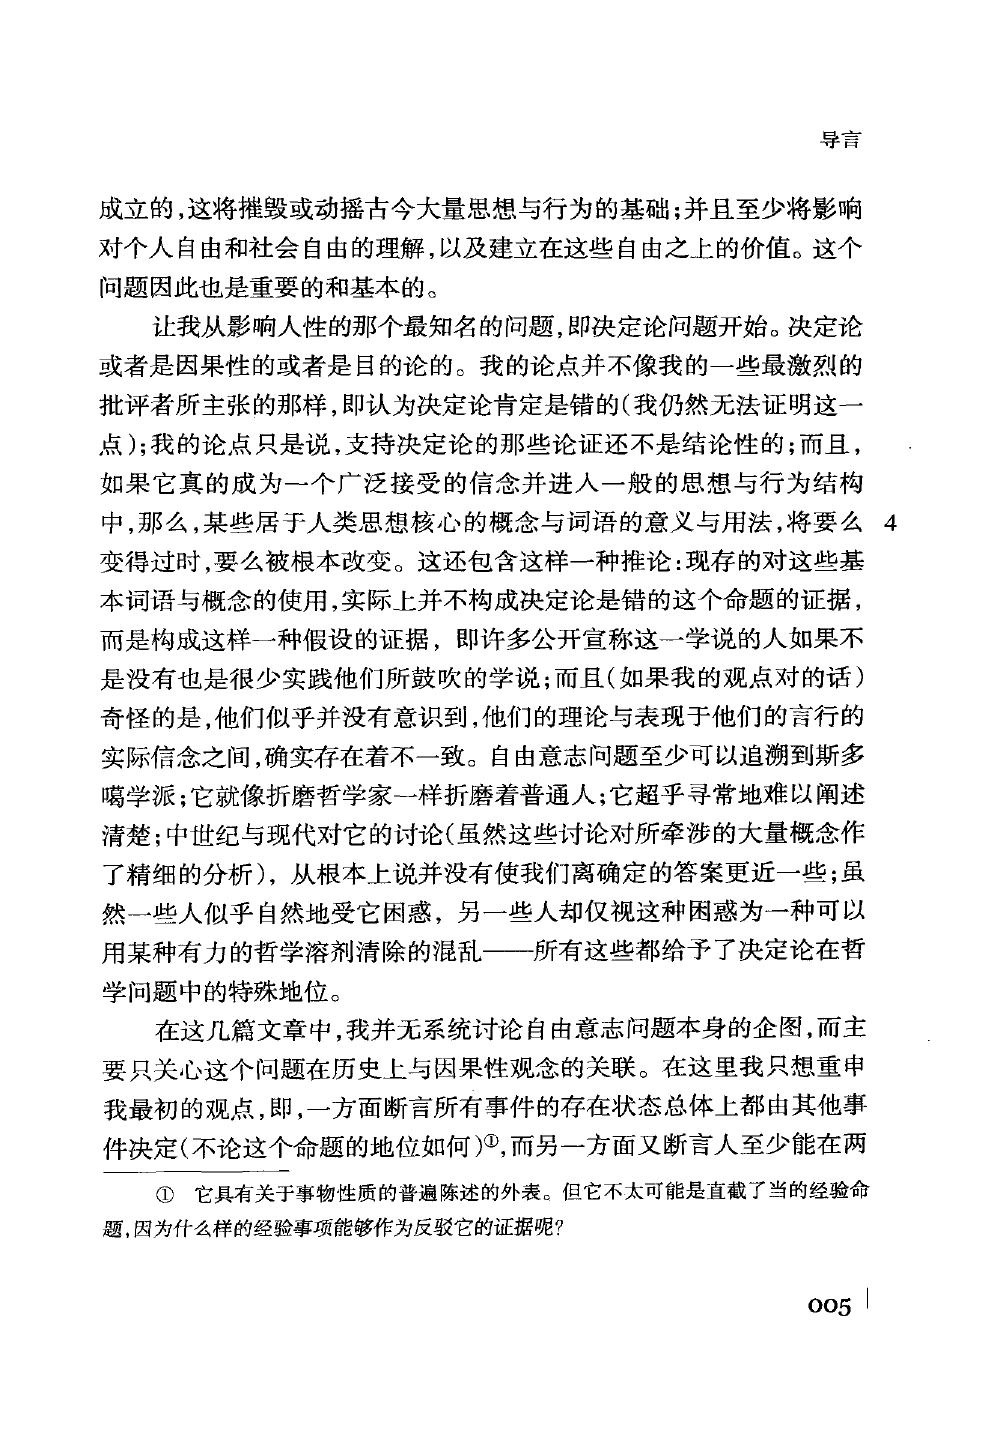 导言
成立的,这将摧毁或动摇古今大量思想与行为的基础;并且至少将影响
对个人自由和社会自由的理解,以及建立在这些自由之上的价值。这个
问题因此也是重要的和基本的。
让我从影响人性的那个最知名的问题,即决定论问题开始。决定论
或者是因果性的或者是目的论的。我的论点并不像我的一些最激烈的
批评者所主张的那样,即认为决定论肯定是错的(我仍然无法证明这一
点);我的论点只是说,支持决定论的那些论证还不是结论性的;而且,
如果它真的成为一个广泛接受的信念并进入一般的思想与行为结构
中,那么,某些居于人类思想核心的概念与词语的意义与用法,将要么 4
变得过时,要么被根本改变。这还包含这样一种推论:现存的对这些基
本词语与概念的使用,实际上并不构成决定论是错的这个命题的证据,
而是构成这样一种假设的证据,即许多公开宣称这一学说的人如果不
是没有也是很少实践他们所鼓吹的学说;而且(如果我的观点对的话)
奇怪的是,他们似乎并没有意识到,他们的理论与表现于他们的言行的
实际信念之间,确实存在着不一致。自由意志问题至少可以追溯到斯多
噶学派;它就像折磨哲学家一样折磨着普通人;它超乎寻常地难以阐述
清楚;中世纪与现代对它的讨论(虽然这些讨论对所牵涉的大量概念作
了精细的分析),从根本上说并没有使我们离确定的答案更近一些;虽
然一些人似乎自然地受它困惑,另一些人却仅视这种困惑为一种可以
用某种有力的哲学溶剂清除的混乱——所有这些都给予了决定论在哲
学问题中的特殊地位。
在这几篇文章中,我并无系统讨论自由意志问题本身的企图,而主
要只关心这个问题在历史上与因果性观念的关联。在这里我只想重申
我最初的观点,即,一方面断言所有事件的存在状态总体上都由其他事
件决定(不论这个命题的地位如何)①,而另一方面又断言人至少能在两
① 它具有关于事物性质的普遍陈述的外表。但它不太可能是直截了当的经验命
题,因为什么样的经验事项能够作为反驳它的证据呢?
005